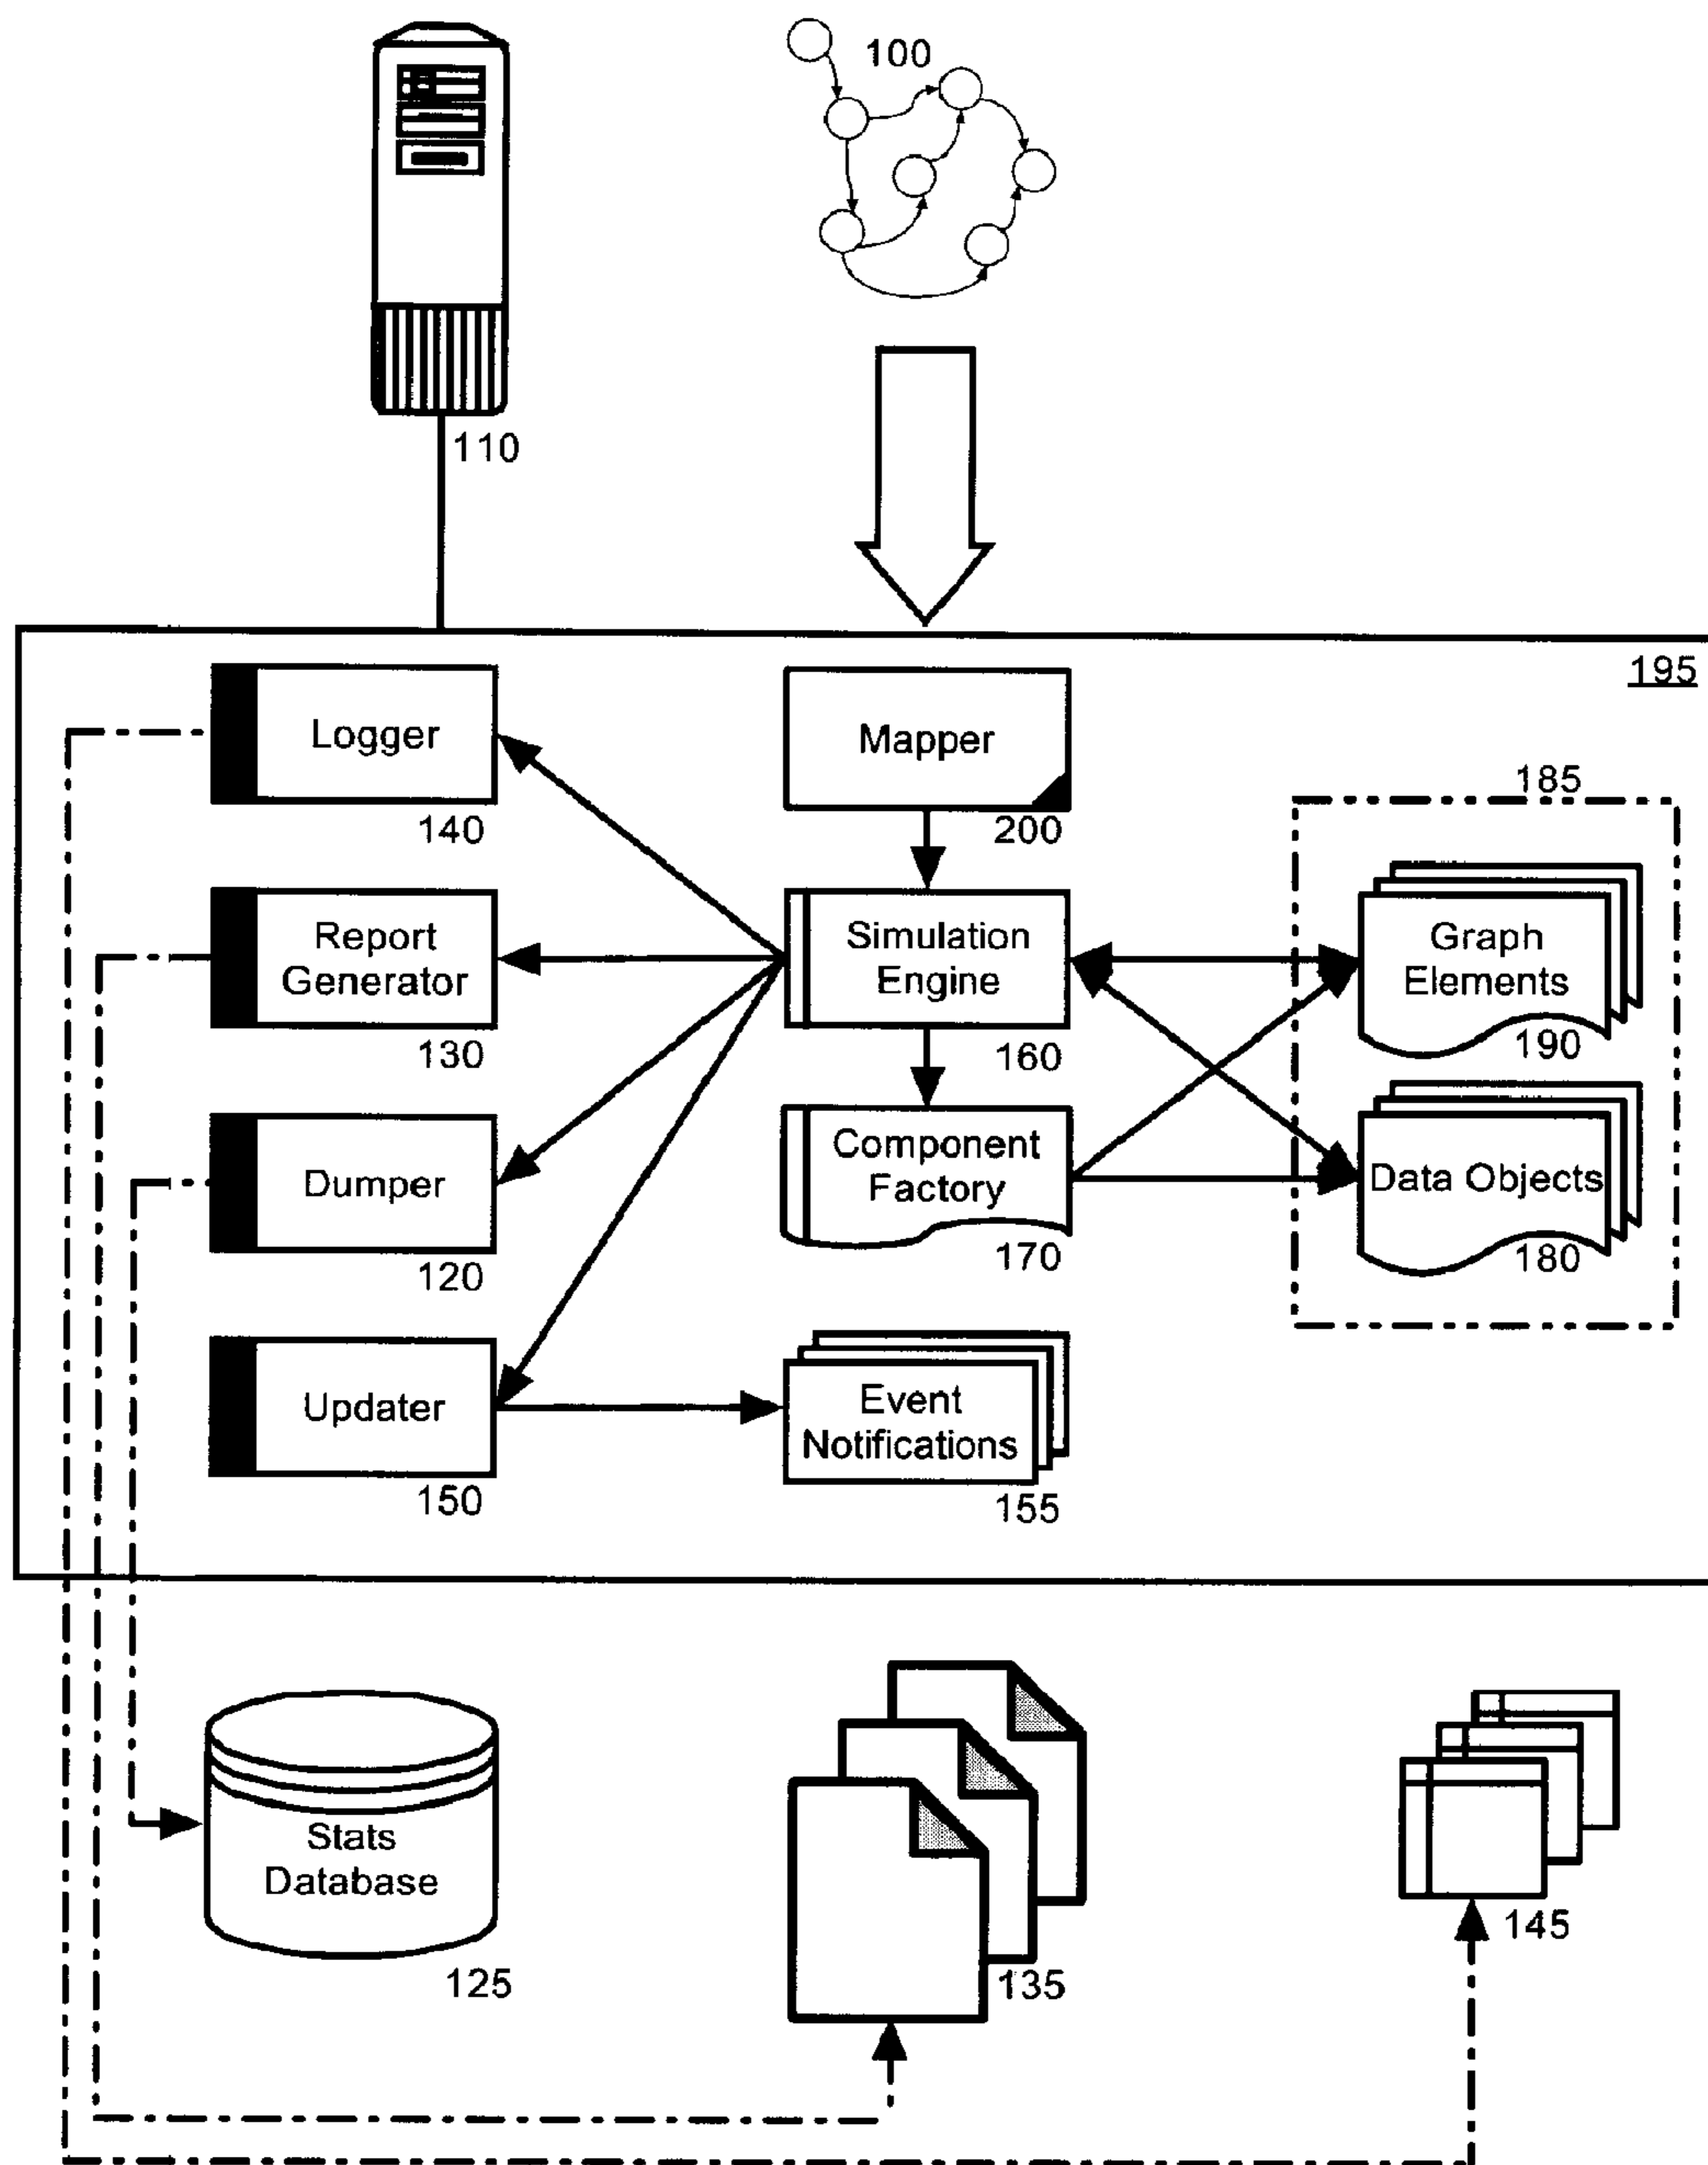 100
110
195
Logger
140
Mapper
200
185
Report
Generator
130
Simulation
Engine
160
Graph
Elements
190
Dumper
120
Component
Factory
170
Data Objects
180
Updater
150
Event
Notifications
155
Stats
Database
125
135
145